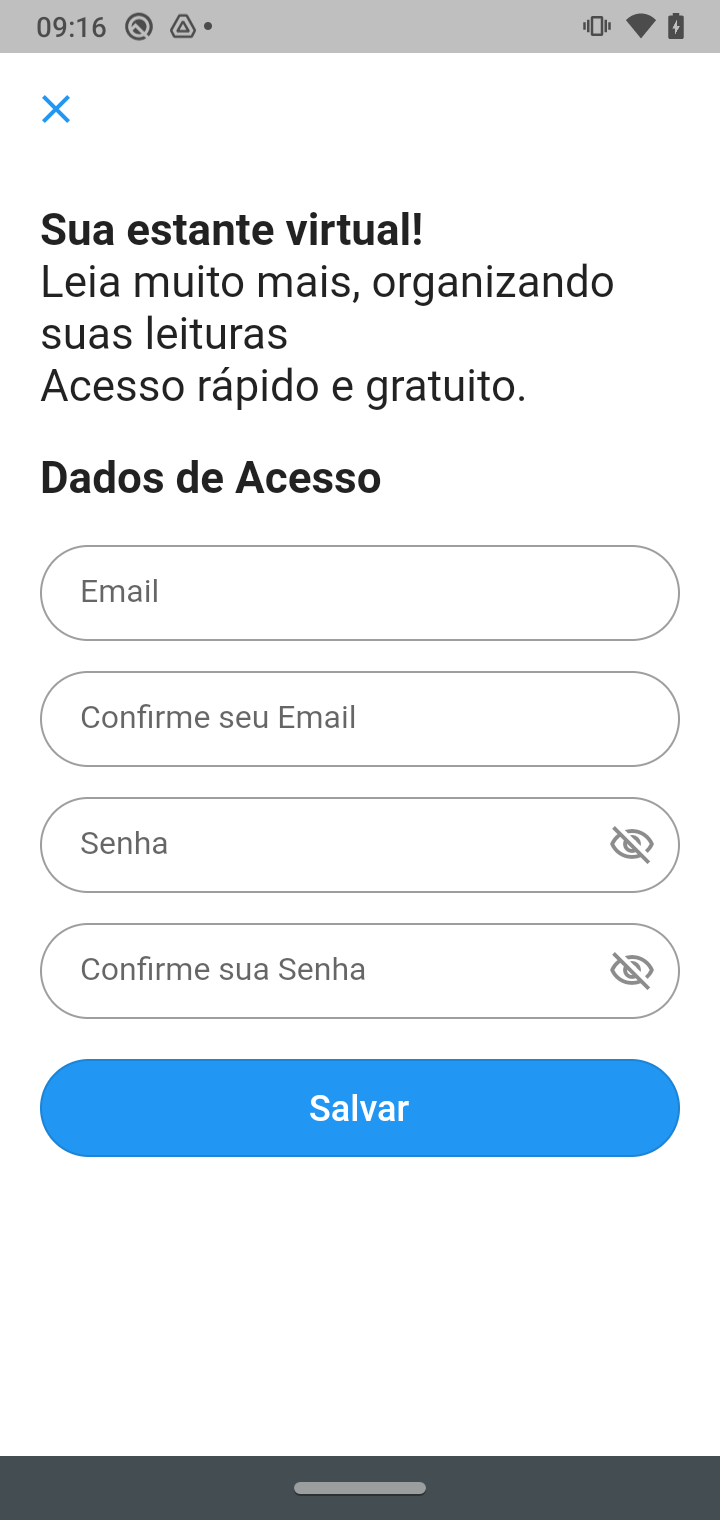 09:16
Sua estante virtual!
Leia muito mais, organizando
suas leituras
Acesso rápido e gratuito.
Dados de Acesso
Email
Confirme seu Email
Senha
Confirme sua Senha
Salvar